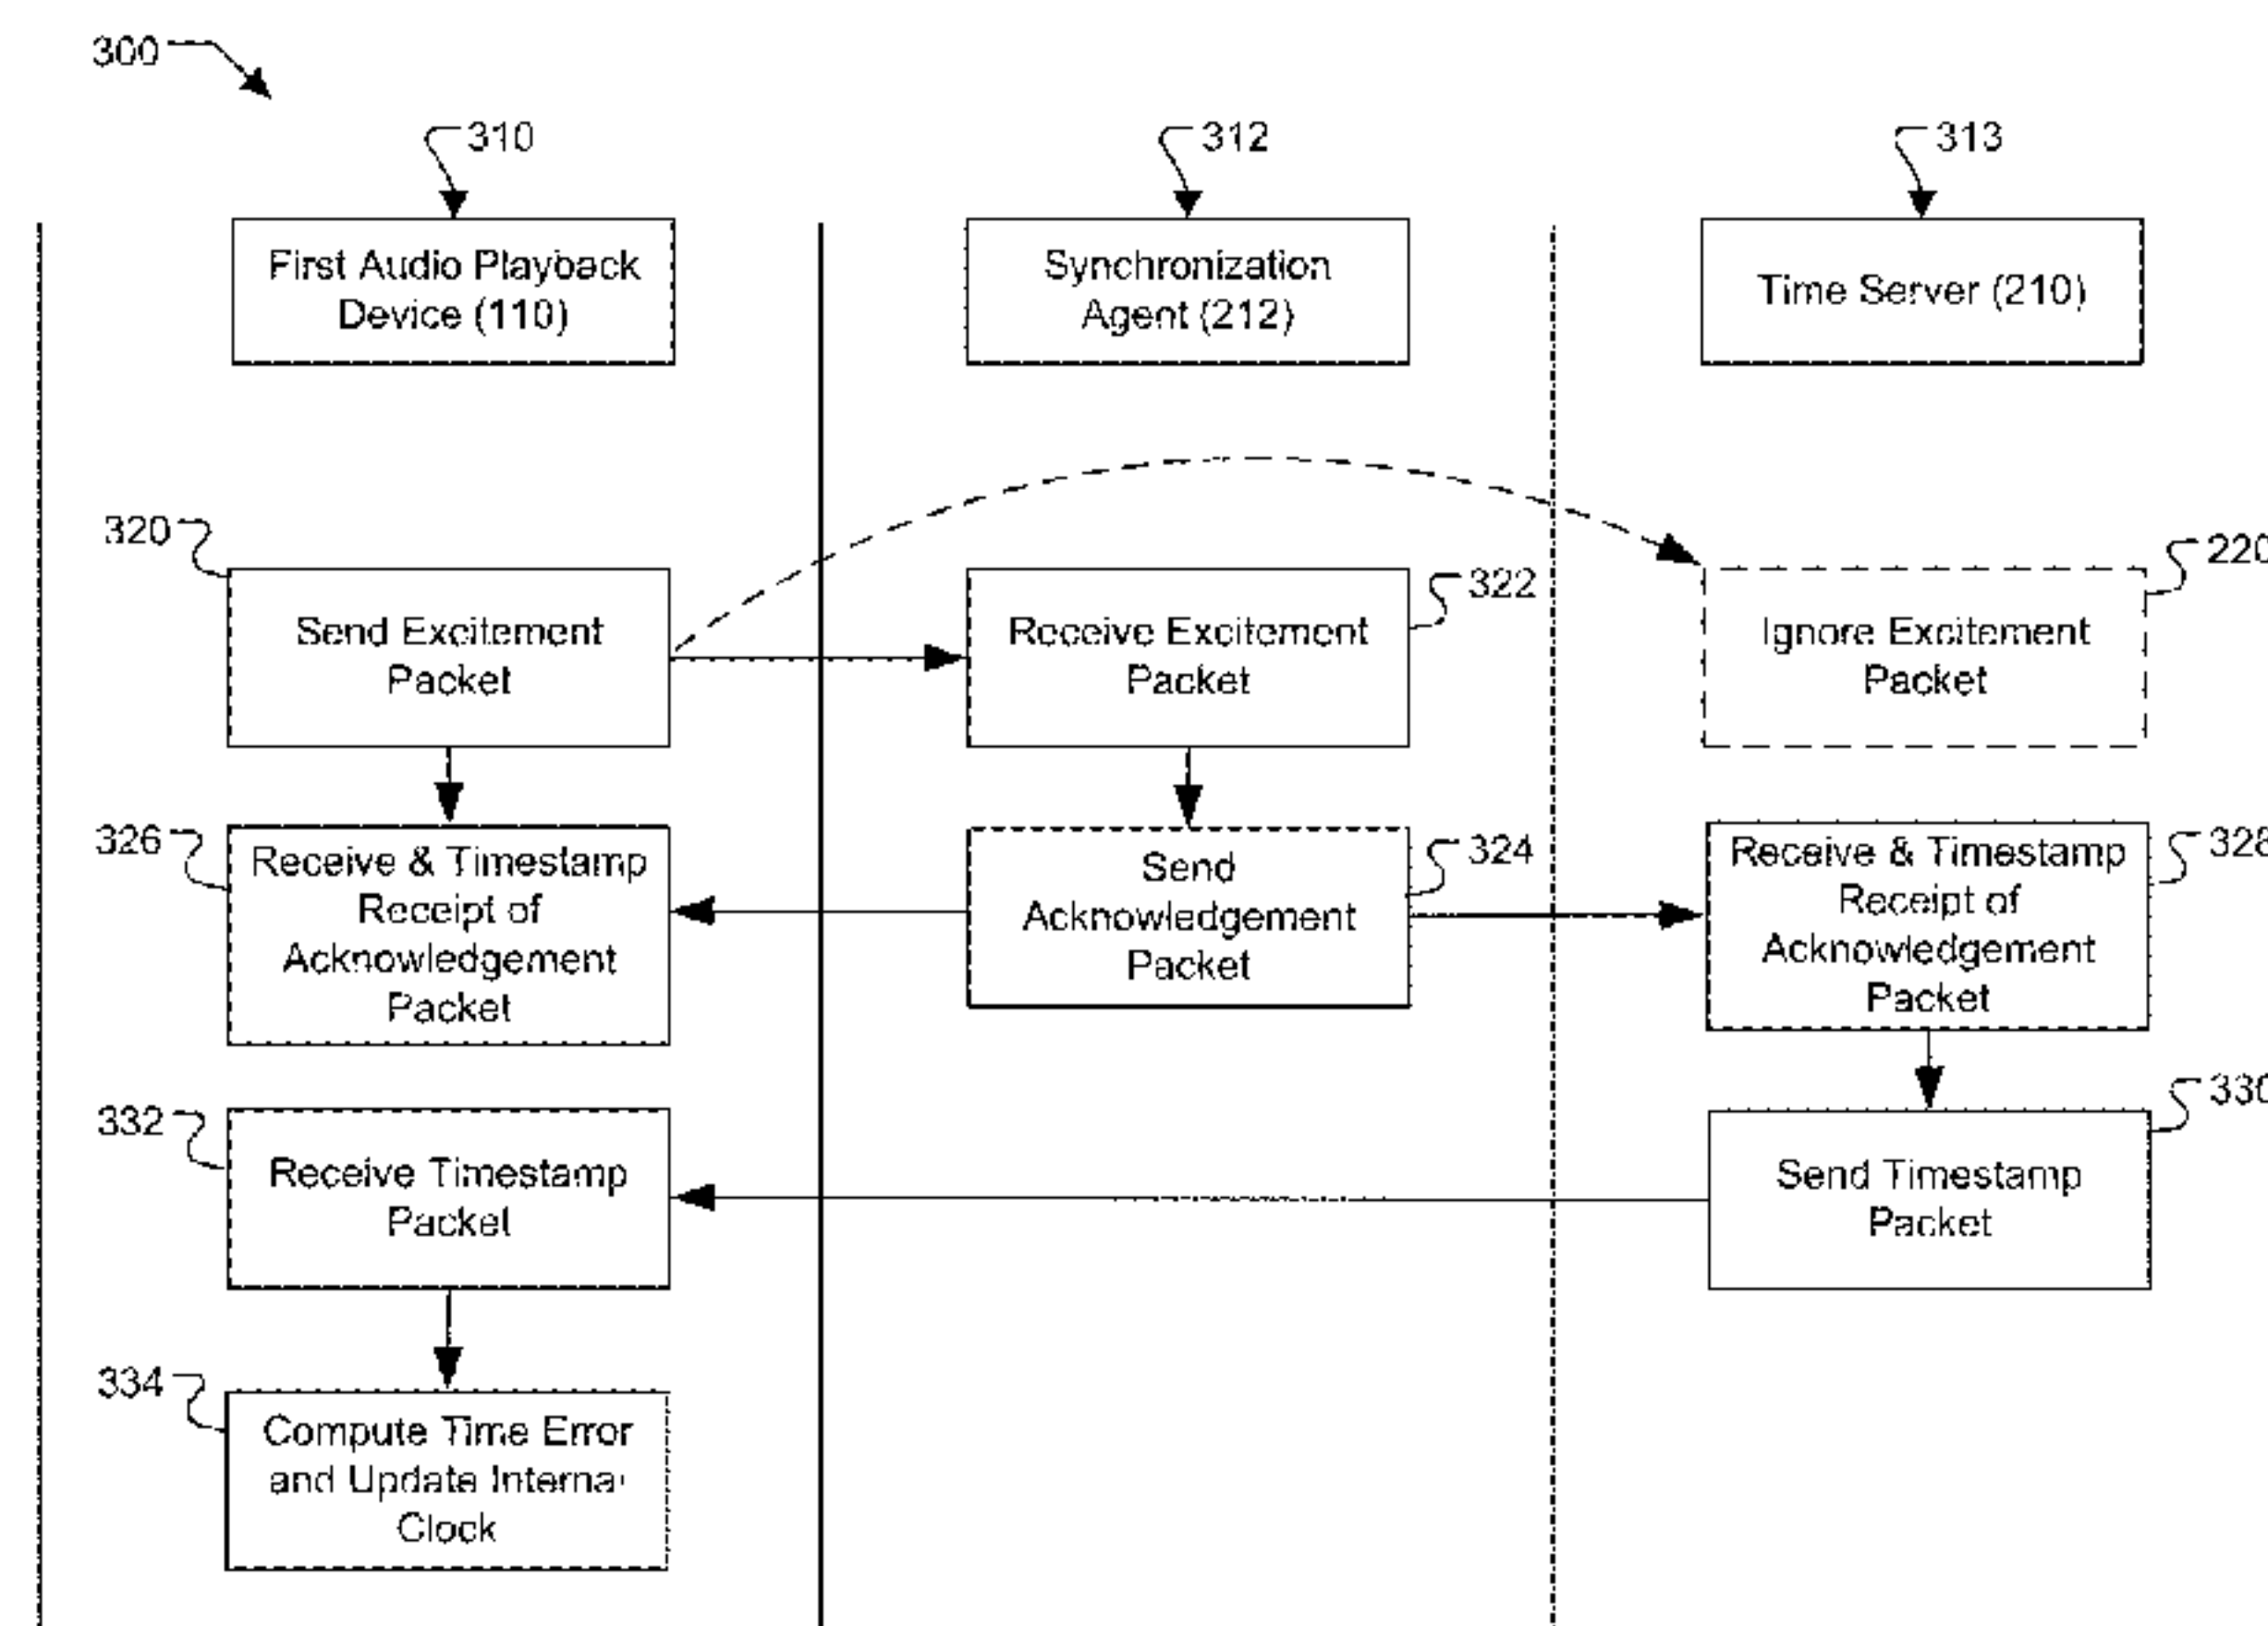 300
310
312
313
First Audio Playback
Device (110)
Synchronization
Agent (212)
Time Server (210)
320
Send Excitement
Packet
Receive Excitement
Packet
322
Ignore Excitement
Packet
220
326
Receive & Timestamp
Receipt of
Acknowledgement
Packet
Send
Acknowledgement
Packet
324
Receive & Timestamp
Receipt of
Acknowledgement
Packet
328
332
Receive Timestamp
Packet
Send Timestamp
Packet
330
334
Compute Time Error
and Update Internal
Clock